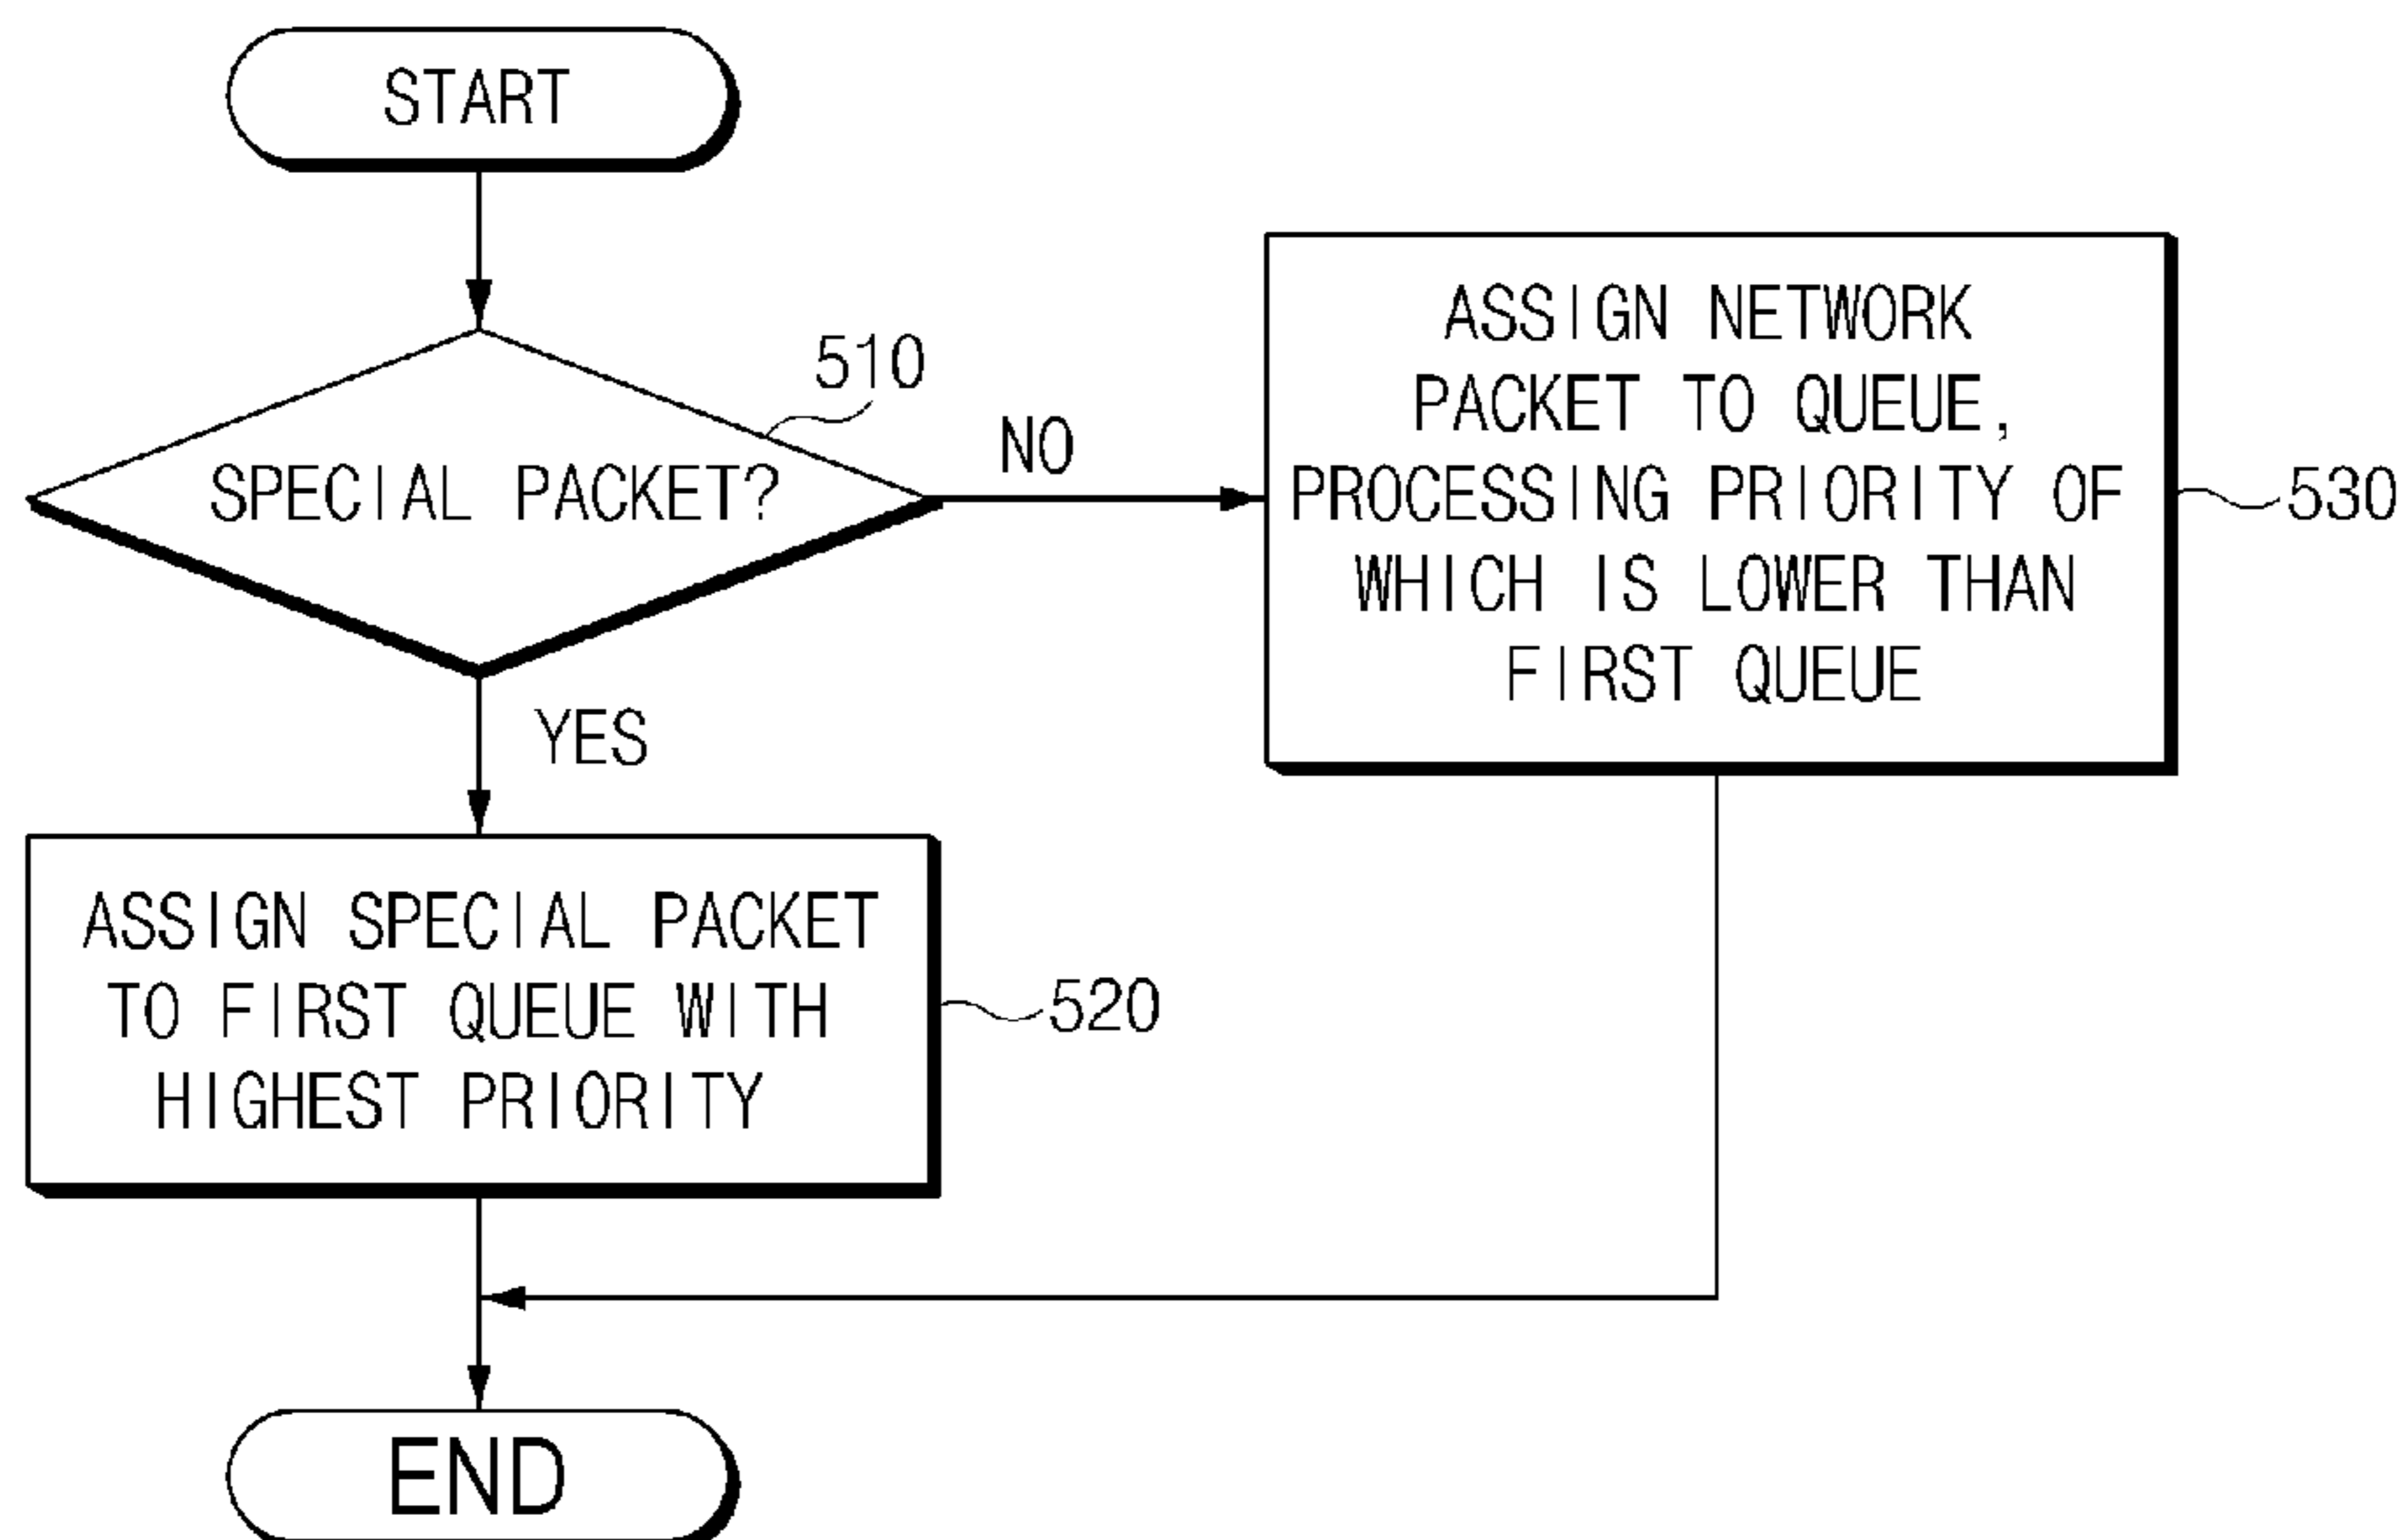 START
510
SPECIAL PACKET?
NO
ASSIGN NETWORK
PACKET TO QUEUE,
PROCESSING PRIORITY OF
WHICH IS LOWER THAN
FIRST QUEUE
530
YES
ASSIGN SPECIAL PACKET
TO FIRST QUEUE WITH
HIGHEST PRIORITY
520
END